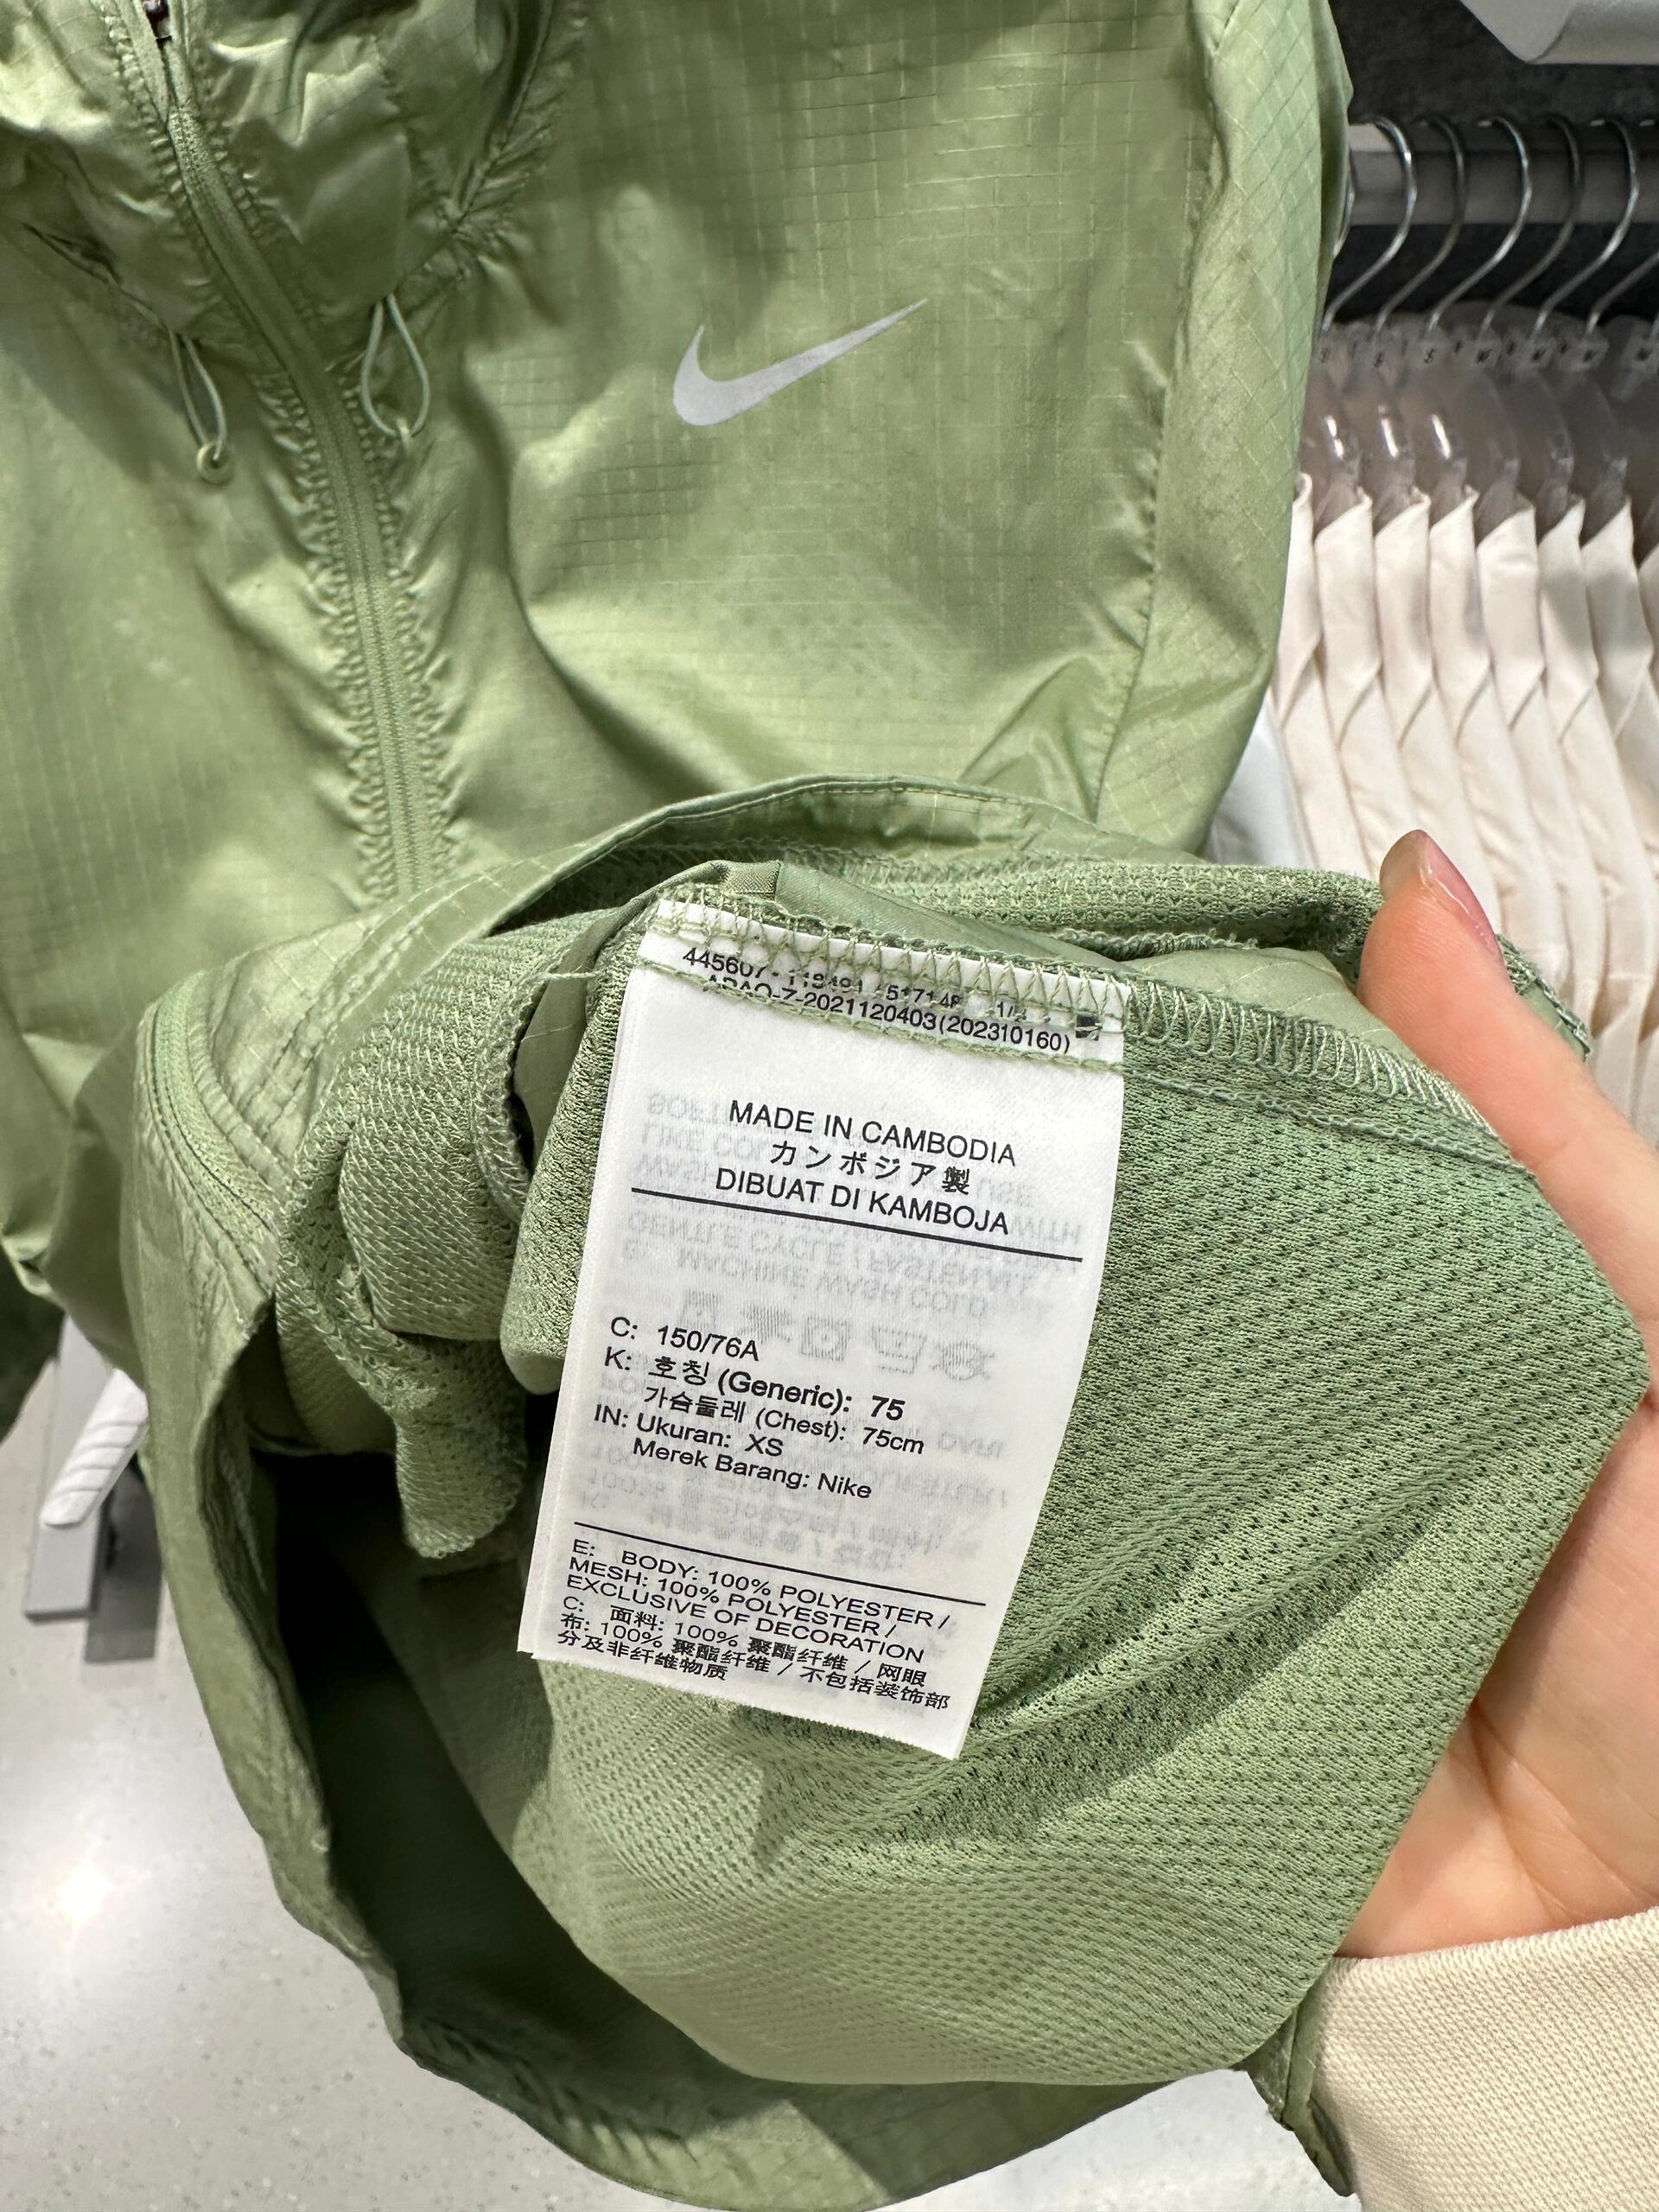 445607-
APAO-Z-2021120403(202310160)
MADE IN CAMBODIA
カンボジア製
DIBUAT DI KAMBOJA
C: 150/76A
K: 호칭 (Generic): 75
가슴둘레 (Chest): 75cm
IN: Ukuran: XS
Merek Barang: Nike
E: BODY: 100% POLYESTER /
MESH: 100% POLYESTER /
EXCLUSIVE OF DECORATION
C: 面料: 100% 聚酯纤维 / 网眼
布: 100% 聚酯纤维 / 不包括装饰部
分及非纤维物质